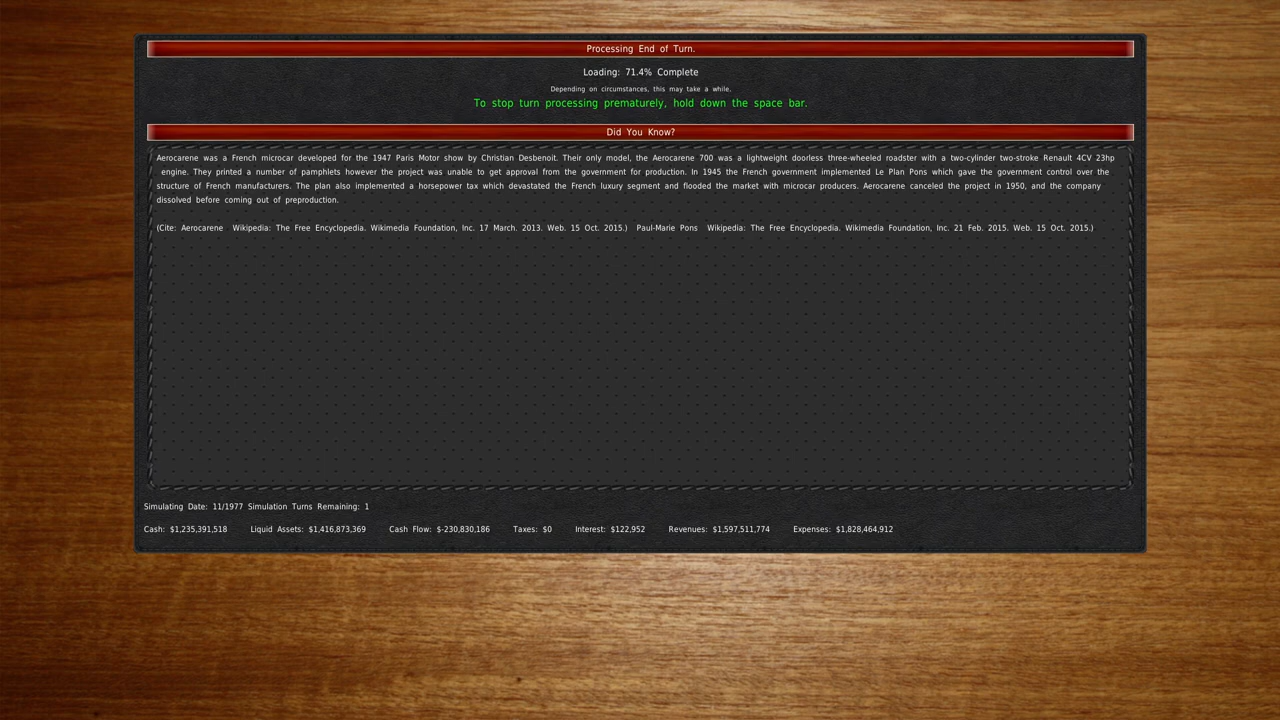 Processing End of Turn.
Loading: 71.4% Complete
Depending on circumstances, this may take a while.
To stop turn processing prematurely, hold down the space bar.
Did You Know?
Aerocarene was a French microcar developed for the 1947 Paris Motor show by Christian Desbenoit. Their only model, the Aerocarene 700 was a lightweight doorless three-wheeled roadster with a two-cylinder two-stroke Renault 4CV 23hp
engine. They printed a number of pamphlets however the project was unable to get approval from the government for production. In 1945 the French government implemented Le Plan Pons which gave the government control over the
structure of French manufacturers. The plan also implemented a horsepower tax which devastated the French luxury segment and flooded the market with microcar producers. Aerocarene canceled the project in 1950, and the company
dissolved before coming out of preproduction.
(Cite: Aerocarene Wikipedia: The Free Encyclopedia. Wikimedia Foundation, Inc. 17 March. 2013. Web. 15 Oct. 2015.) Paul-Marie Pons Wikipedia: The Free Encyclopedia. Wikimedia Foundation, Inc. 21 Feb. 2015. Web. 15 Oct. 2015.)
Simulating Date: 11/1977 Simulation Turns Remaining: 1
Cash: $1,235,391,518 Liquid Assets: $1,416,873,369 Cash Flow: $-230,830,186 Taxes: $0 Interest: $122,952 Revenues: $1,597,511,774 Expenses: $1,828,464,912